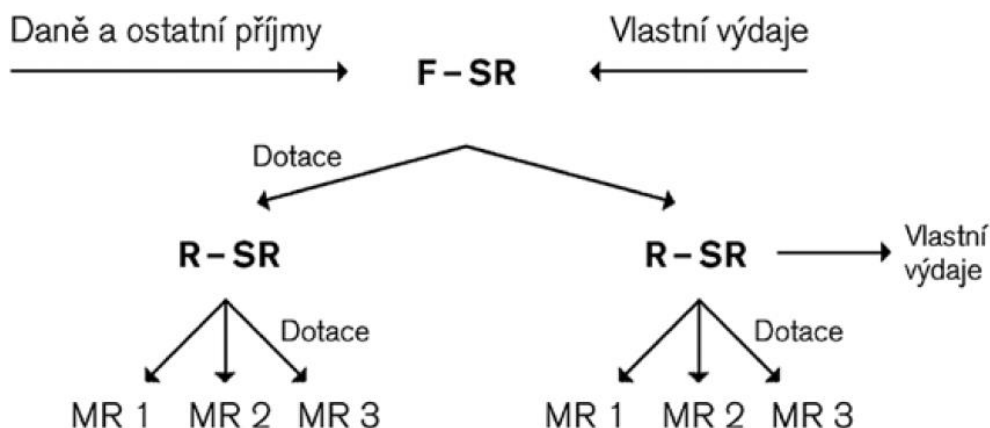 Daně a ostatní příjmy
Vlastní výdaje
F – SR
Dotace
R – SR
R – SR
Vlastní
výdaje
Dotace
Dotace
MR 1 MR 2 MR 3
MR 1 MR 2 MR 3